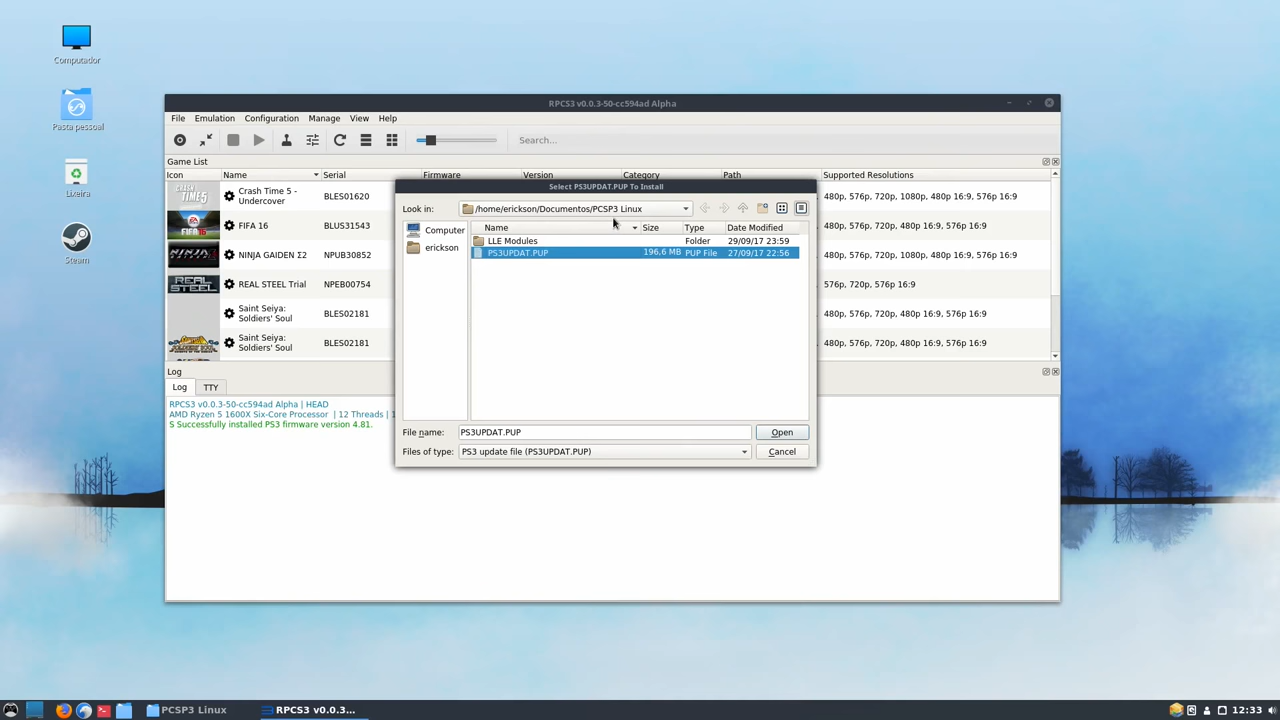 Computador
Pasta pessoal
Lixeira
Steam
RPCS3 v0.0.3-50-cc594ad Alpha
File Emulation Configuration Manage View Help
Search...
Game List
Icon Name Serial Firmware Version Category Path Supported Resolutions
CRASH TIME 5
Crash Time 5 -
Undercover
BLES01620
480p, 576p, 720p, 1080p, 480p 16:9, 576p 16:9
FIFA 16
BLUS31543
480p, 576p, 720p, 480p 16:9, 576p 16:9
NINJA GAIDEN Σ2
NPUB30852
480p, 576p, 720p, 480p 16:9, 576p 16:9
REAL STEEL
REAL STEEL Trial
NPEB00754
576p, 720p, 576p 16:9
Saint Seiya:
Soldiers' Soul
BLES02181
480p, 576p, 720p, 480p 16:9, 576p 16:9
Saint Seiya:
Soldiers' Soul
BLES02181
480p, 576p, 720p, 480p 16:9, 576p 16:9
Select PS3UPDAT.PUP To Install
Look in: /home/erickson/Documentos/PCSP3 Linux
Computer
erickson
Name Size Type Date Modified
LLE Modules Folder 29/09/17 23:59
PS3UPDAT.PUP 196,6 MB PUP File 27/09/17 22:56
File name: PS3UPDAT.PUP Open
Files of type: PS3 update file (PS3UPDAT.PUP) Cancel
Log
Log TTY
RPCS3 v0.0.3-50-cc594ad Alpha | HEAD
AMD Ryzen 5 1600X Six-Core Processor | 12 Threads |
S Successfully installed PS3 firmware version 4.81.
PCSP3 Linux
RPCS3 v0.0.3...
12:33